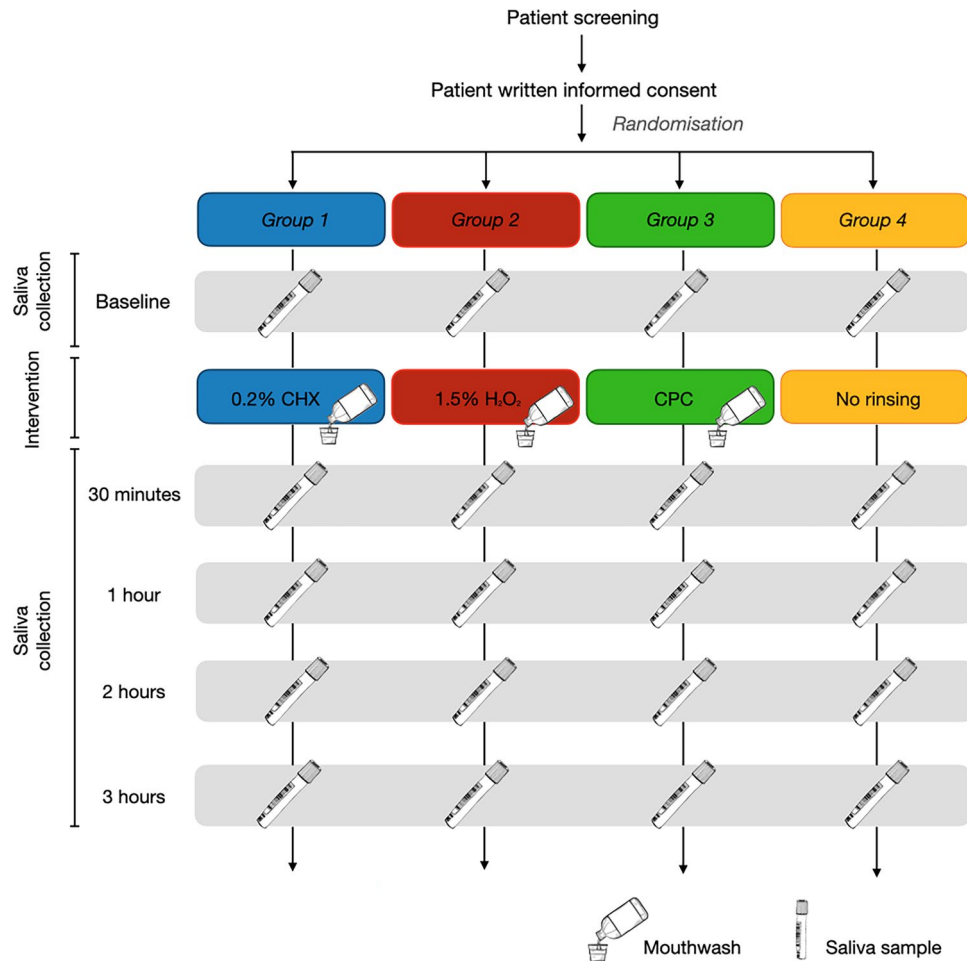 Patient screening
Patient written informed consent
Randomisation
Group 1
Group 2
Group 3
Group 4
Saliva
collection
Baseline
Intervention
0.2% CHX
1.5% H₂O₂
CPC
No rinsing
Saliva
collection
30 minutes
1 hour
2 hours
3 hours
Mouthwash
Saliva sample